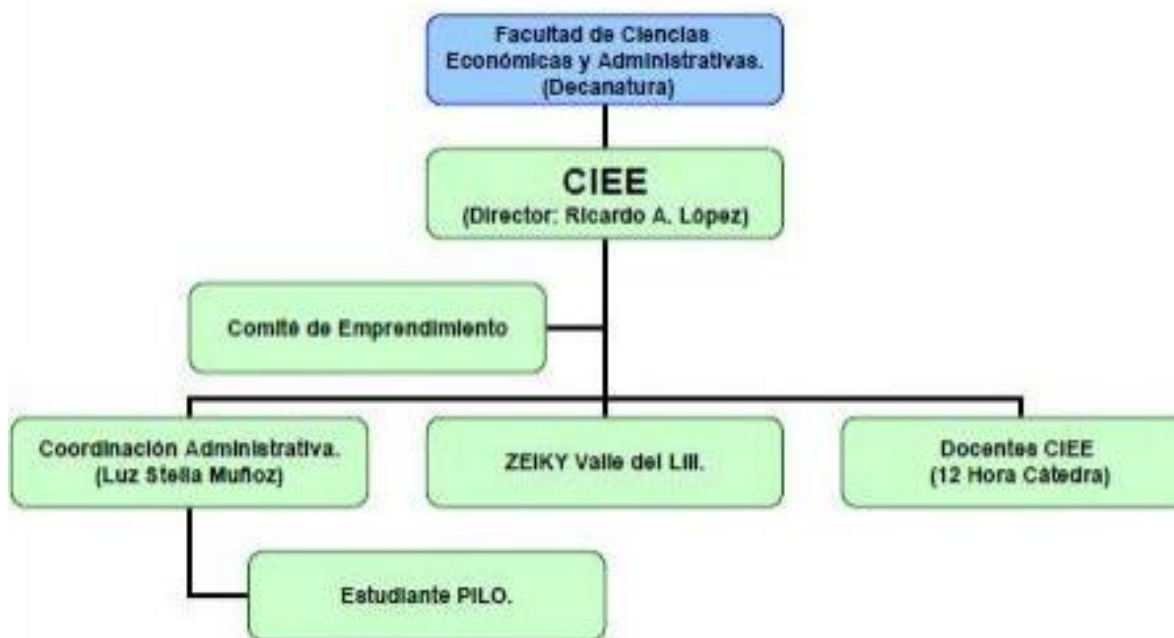 Facultad de Ciencias
Económicas y Administrativas.
(Decanatura)
CIEE
(Director: Ricardo A. López)
Comité de Emprendimiento
Coordinación Administrativa.
(Luz Stella Muñoz)
ZEIKY Valle del Lili.
Docentes CIEE
(12 Hora Cátedra)
Estudiante PILO.